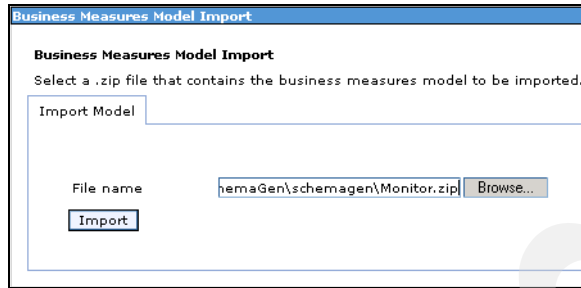 Business Measures Model Import
Business Measures Model Import
Select a .zip file that contains the business measures model to be imported.
Import Model
File name hemaGen\schemagen\Monitor.zip Browse...
Import